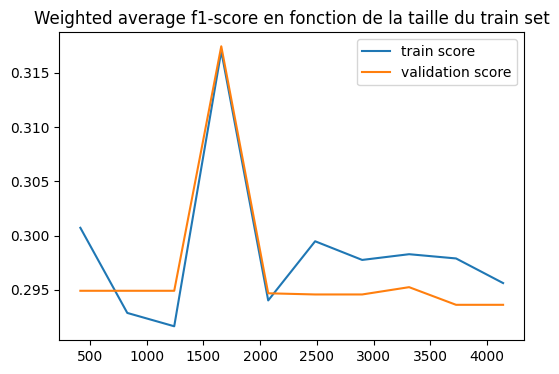 Weighted average f1-score en fonction de la taille du train set
train score
validation score
0.315
0.310
0.305
0.300
0.295
500 1000 1500 2000 2500 3000 3500 4000